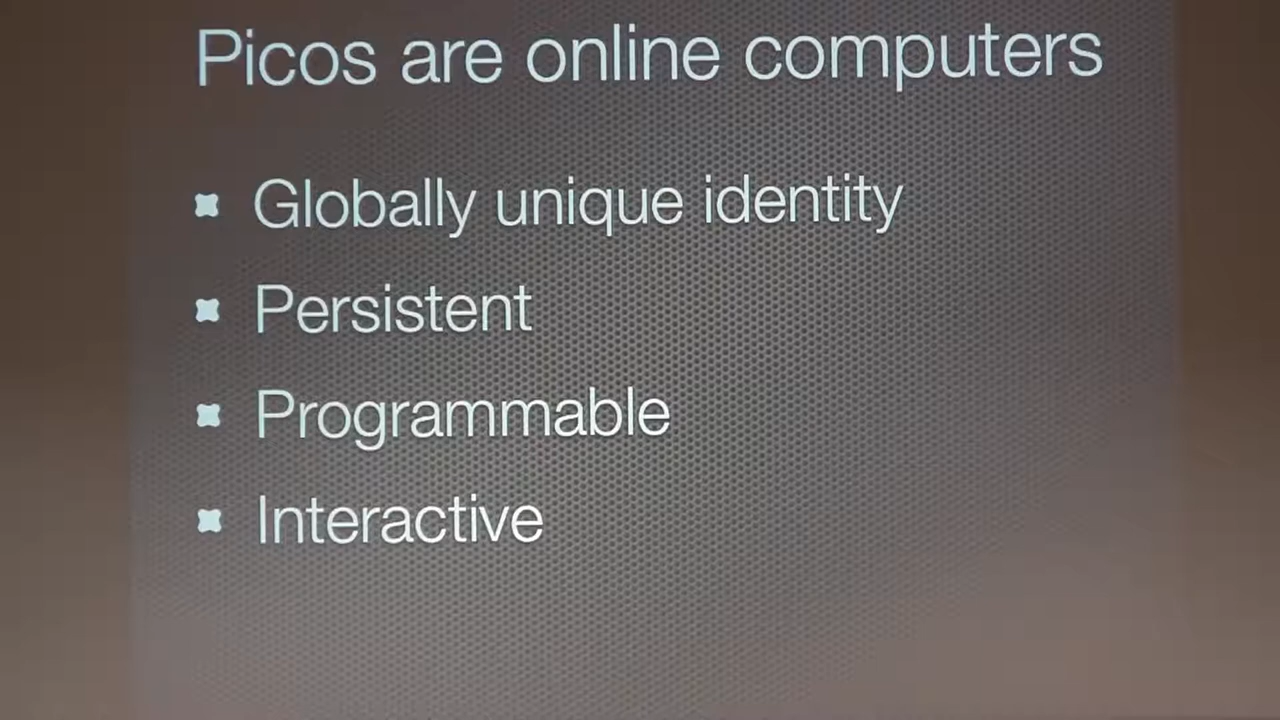 Picos are online computers
Globally unique identity
Persistent
Programmable
Interactive